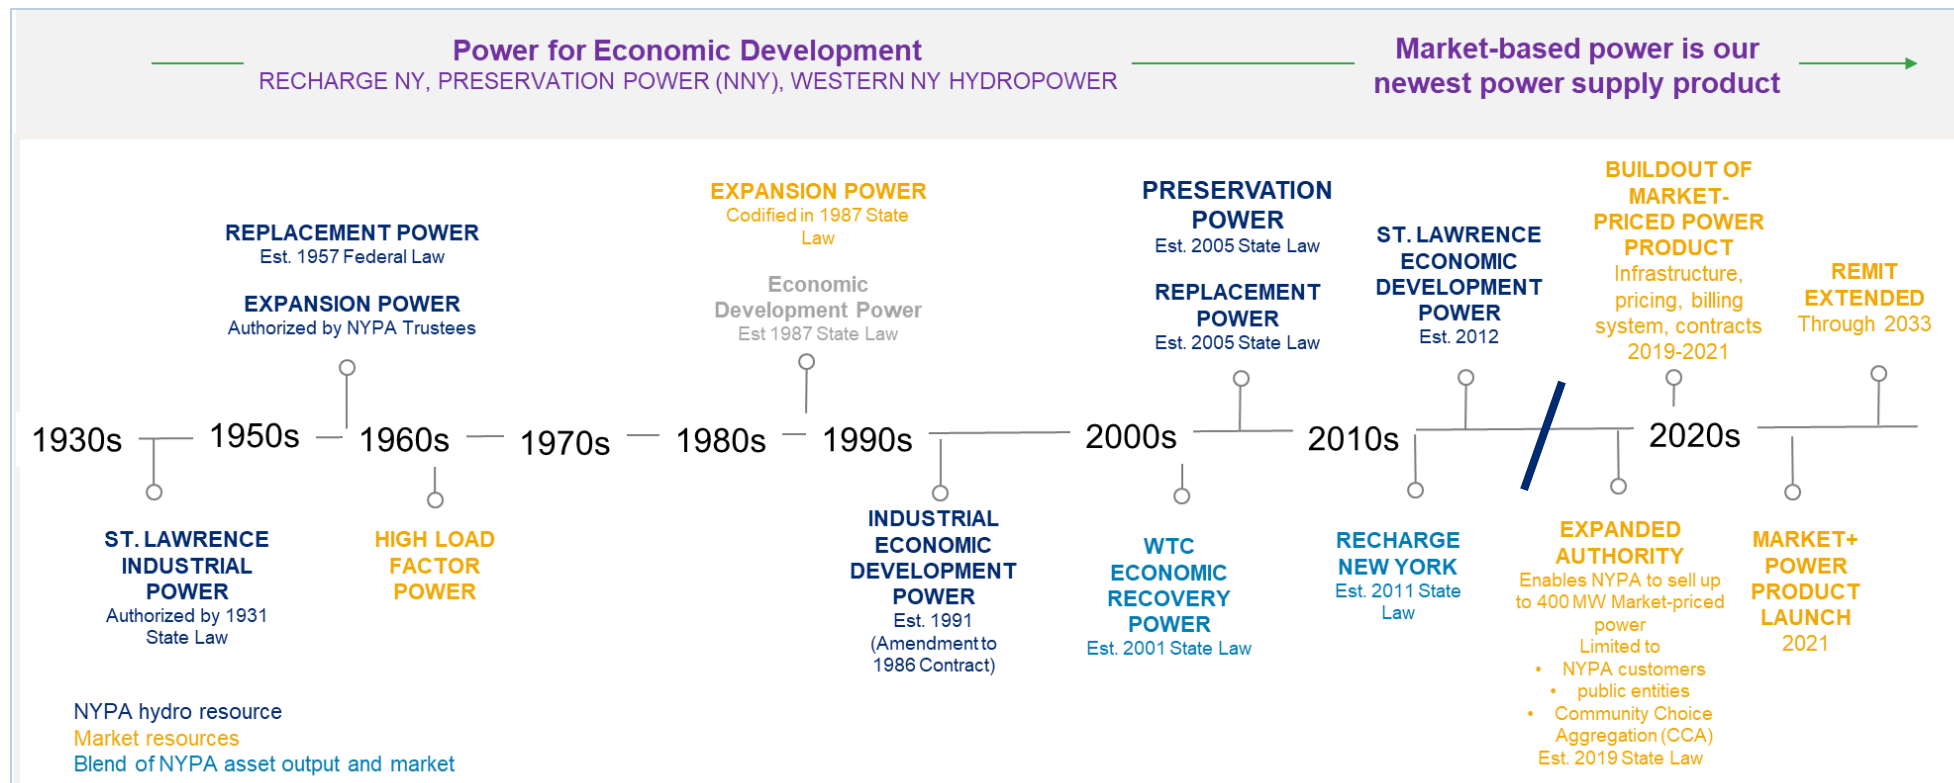 Power for Economic Development
RECHARGE NY, PRESERVATION POWER (NNY), WESTERN NY HYDROPOWER
Market-based power is our
newest power supply product
REPLACEMENT POWER
Est. 1957 Federal Law
EXPANSION POWER
Authorized by NYPA Trustees
EXPANSION POWER
Codified in 1987 State
Law
Economic
Development Power
Est 1987 State Law
PRESERVATION
POWER
Est. 2005 State Law
REPLACEMENT
POWER
Est. 2005 State Law
ST. LAWRENCE
ECONOMIC
DEVELOPMENT
POWER
Est. 2012
BUILDOUT OF
MARKET-
PRICED POWER
PRODUCT
Infrastructure,
pricing, billing
system, contracts
2019-2021
REMIT
EXTENDED
Through 2033
1930s
1950s
1960s
1970s
1980s
1990s
2000s
2010s
2020s
ST. LAWRENCE
INDUSTRIAL
POWER
Authorized by 1931
State Law
HIGH LOAD
FACTOR
POWER
INDUSTRIAL
ECONOMIC
DEVELOPMENT
POWER
Est. 1991
(Amendment to
1986 Contract)
WTC
ECONOMIC
RECOVERY
POWER
Est. 2001 State Law
RECHARGE
NEW YORK
Est. 2011 State
Law
EXPANDED
AUTHORITY
Enables NYPA to sell up
to 400 MW Market-priced
power
Limited to
• NYPA customers
• public entities
• Community Choice
Aggregation (CCA)
Est. 2019 State Law
MARKET+
POWER
PRODUCT
LAUNCH
2021
NYPA hydro resource
Market resources
Blend of NYPA asset output and market